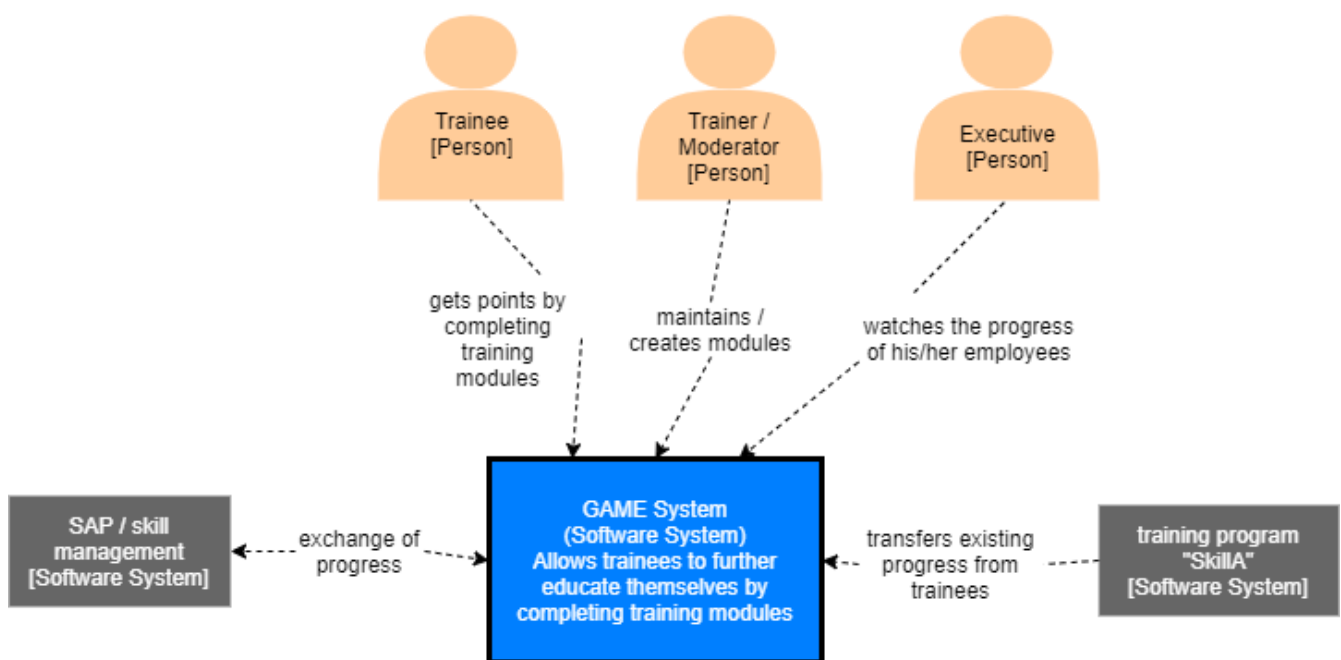 Trainee
[Person]
Trainer /
Moderator
[Person]
Executive
[Person]
gets points by
completing
training
modules
maintains /
creates modules
watches the progress
of his/her employees
SAP / skill
management
[Software System]
exchange of
progress
GAME System
(Software System)
Allows trainees to further
educate themselves by
completing training modules
transfers existing
progress from
trainees
training program
"SkillA"
[Software System]